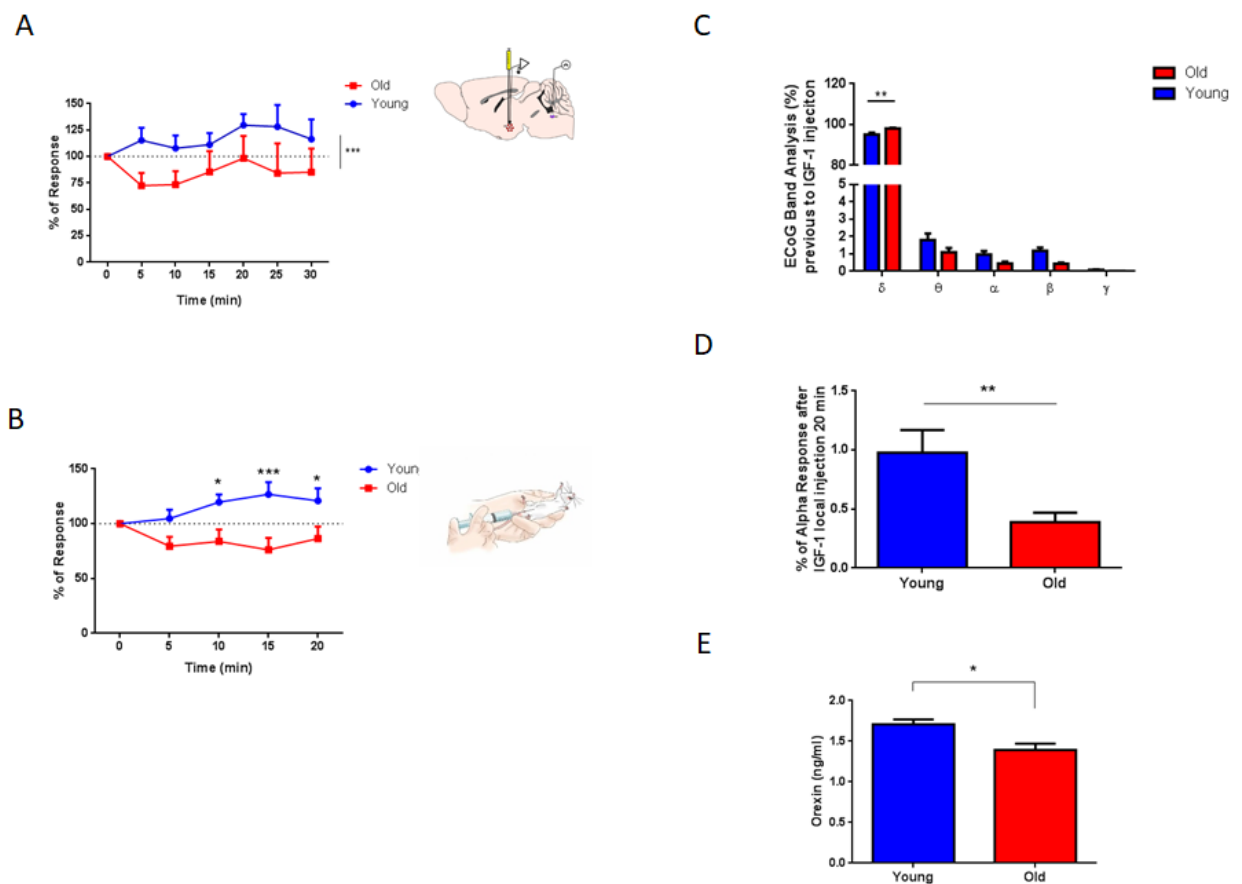 A
Old
Young
150
125
100
75
50
25
0
% of Response
***
0 5 10 15 20 25 30
Time (min)
B
Youn
Old
150
100
50
0
% of Response
* *** *
0 5 10 15 20
Time (min)
C
Old
Young
ECoG Band Analysis (%)
previous to IGF-1 injeciton
120
100
80
5
4
3
2
1
0
**
δ θ α β γ
D
% of Alpha Response after
IGF-1 local injection 20 min
1.5
1.0
0.5
0.0
**
Young Old
E
Orexin (ng/ml)
2.0
1.5
1.0
0.5
0.0
*
Young Old